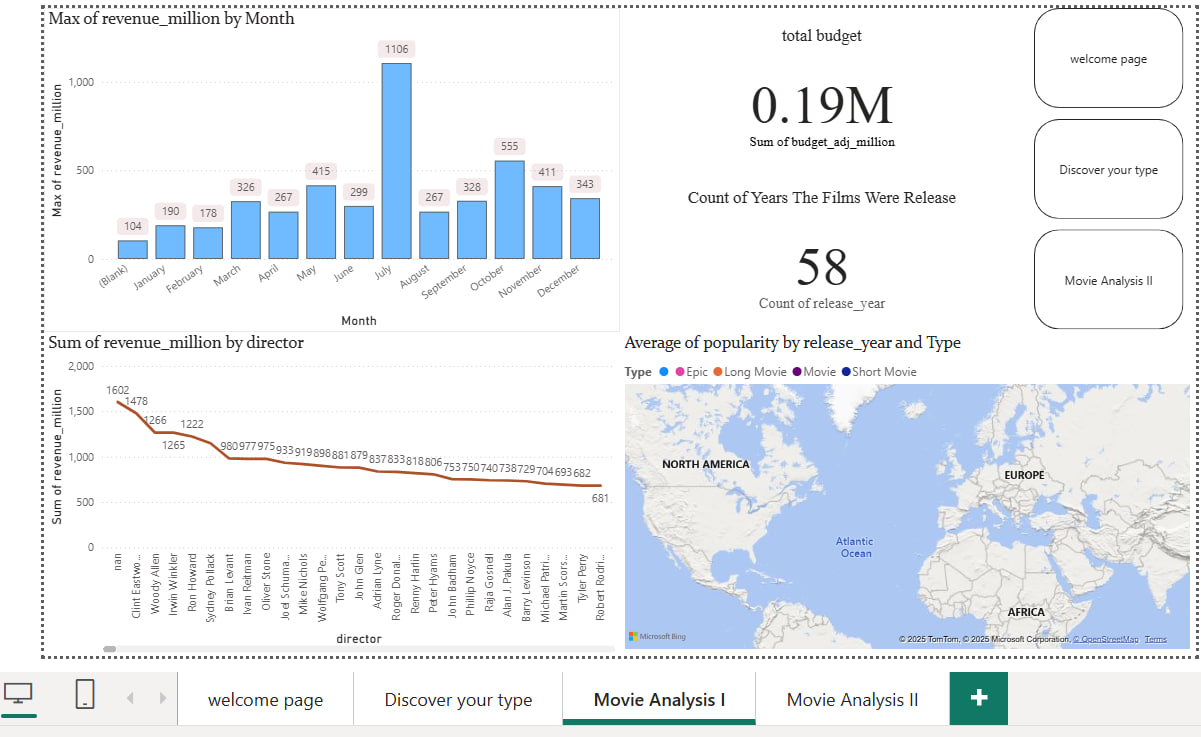 Max of revenue_million by Month
Max of revenue_million
1,000
500
0
104
190
178
326
267
415
299
1106
267
328
555
411
343
(Blank)
January
February
March
April
May
June
July
August
September
October
November
December
Month
total budget
0.19M
Sum of budget_adj_million
Count of Years The Films Were Release
58
Count of release_year
welcome page
Discover your type
Movie Analysis II
Sum of revenue_million by director
Sum of revenue_million
2,000
1,500
1,000
500
0
1602
1478
1266
1265
1222
980
977
975
933
919
898
881
879
837
833
818
806
753
750
740
738
729
704
693
682
681
nan
Clint Eastwo...
Woody Allen
Irwin Winkler
Ron Howard
Sydney Pollack
Brian Levant
Ivan Reitman
Oliver Stone
Joel Schuma...
Mike Nichols
Wolfgang Pe...
Tony Scott
John Glen
Adrian Lyne
Roger Donal...
Renny Harlin
Peter Hyams
John Badham
Phillip Noyce
Raja Gosnell
Alan J. Pakula
Barry Levinson
Michael Patri...
Martin Scors...
Tyler Perry
Robert Rodri...
director
Average of popularity by release_year and Type
Type Epic Long Movie Movie Short Movie
NORTH AMERICA
EUROPE
Atlantic
Ocean
AFRICA
Microsoft Bing
© 2025 TomTom, © 2025 Microsoft Corporation, © OpenStreetMap Terms
welcome page
Discover your type
Movie Analysis I
Movie Analysis II
+